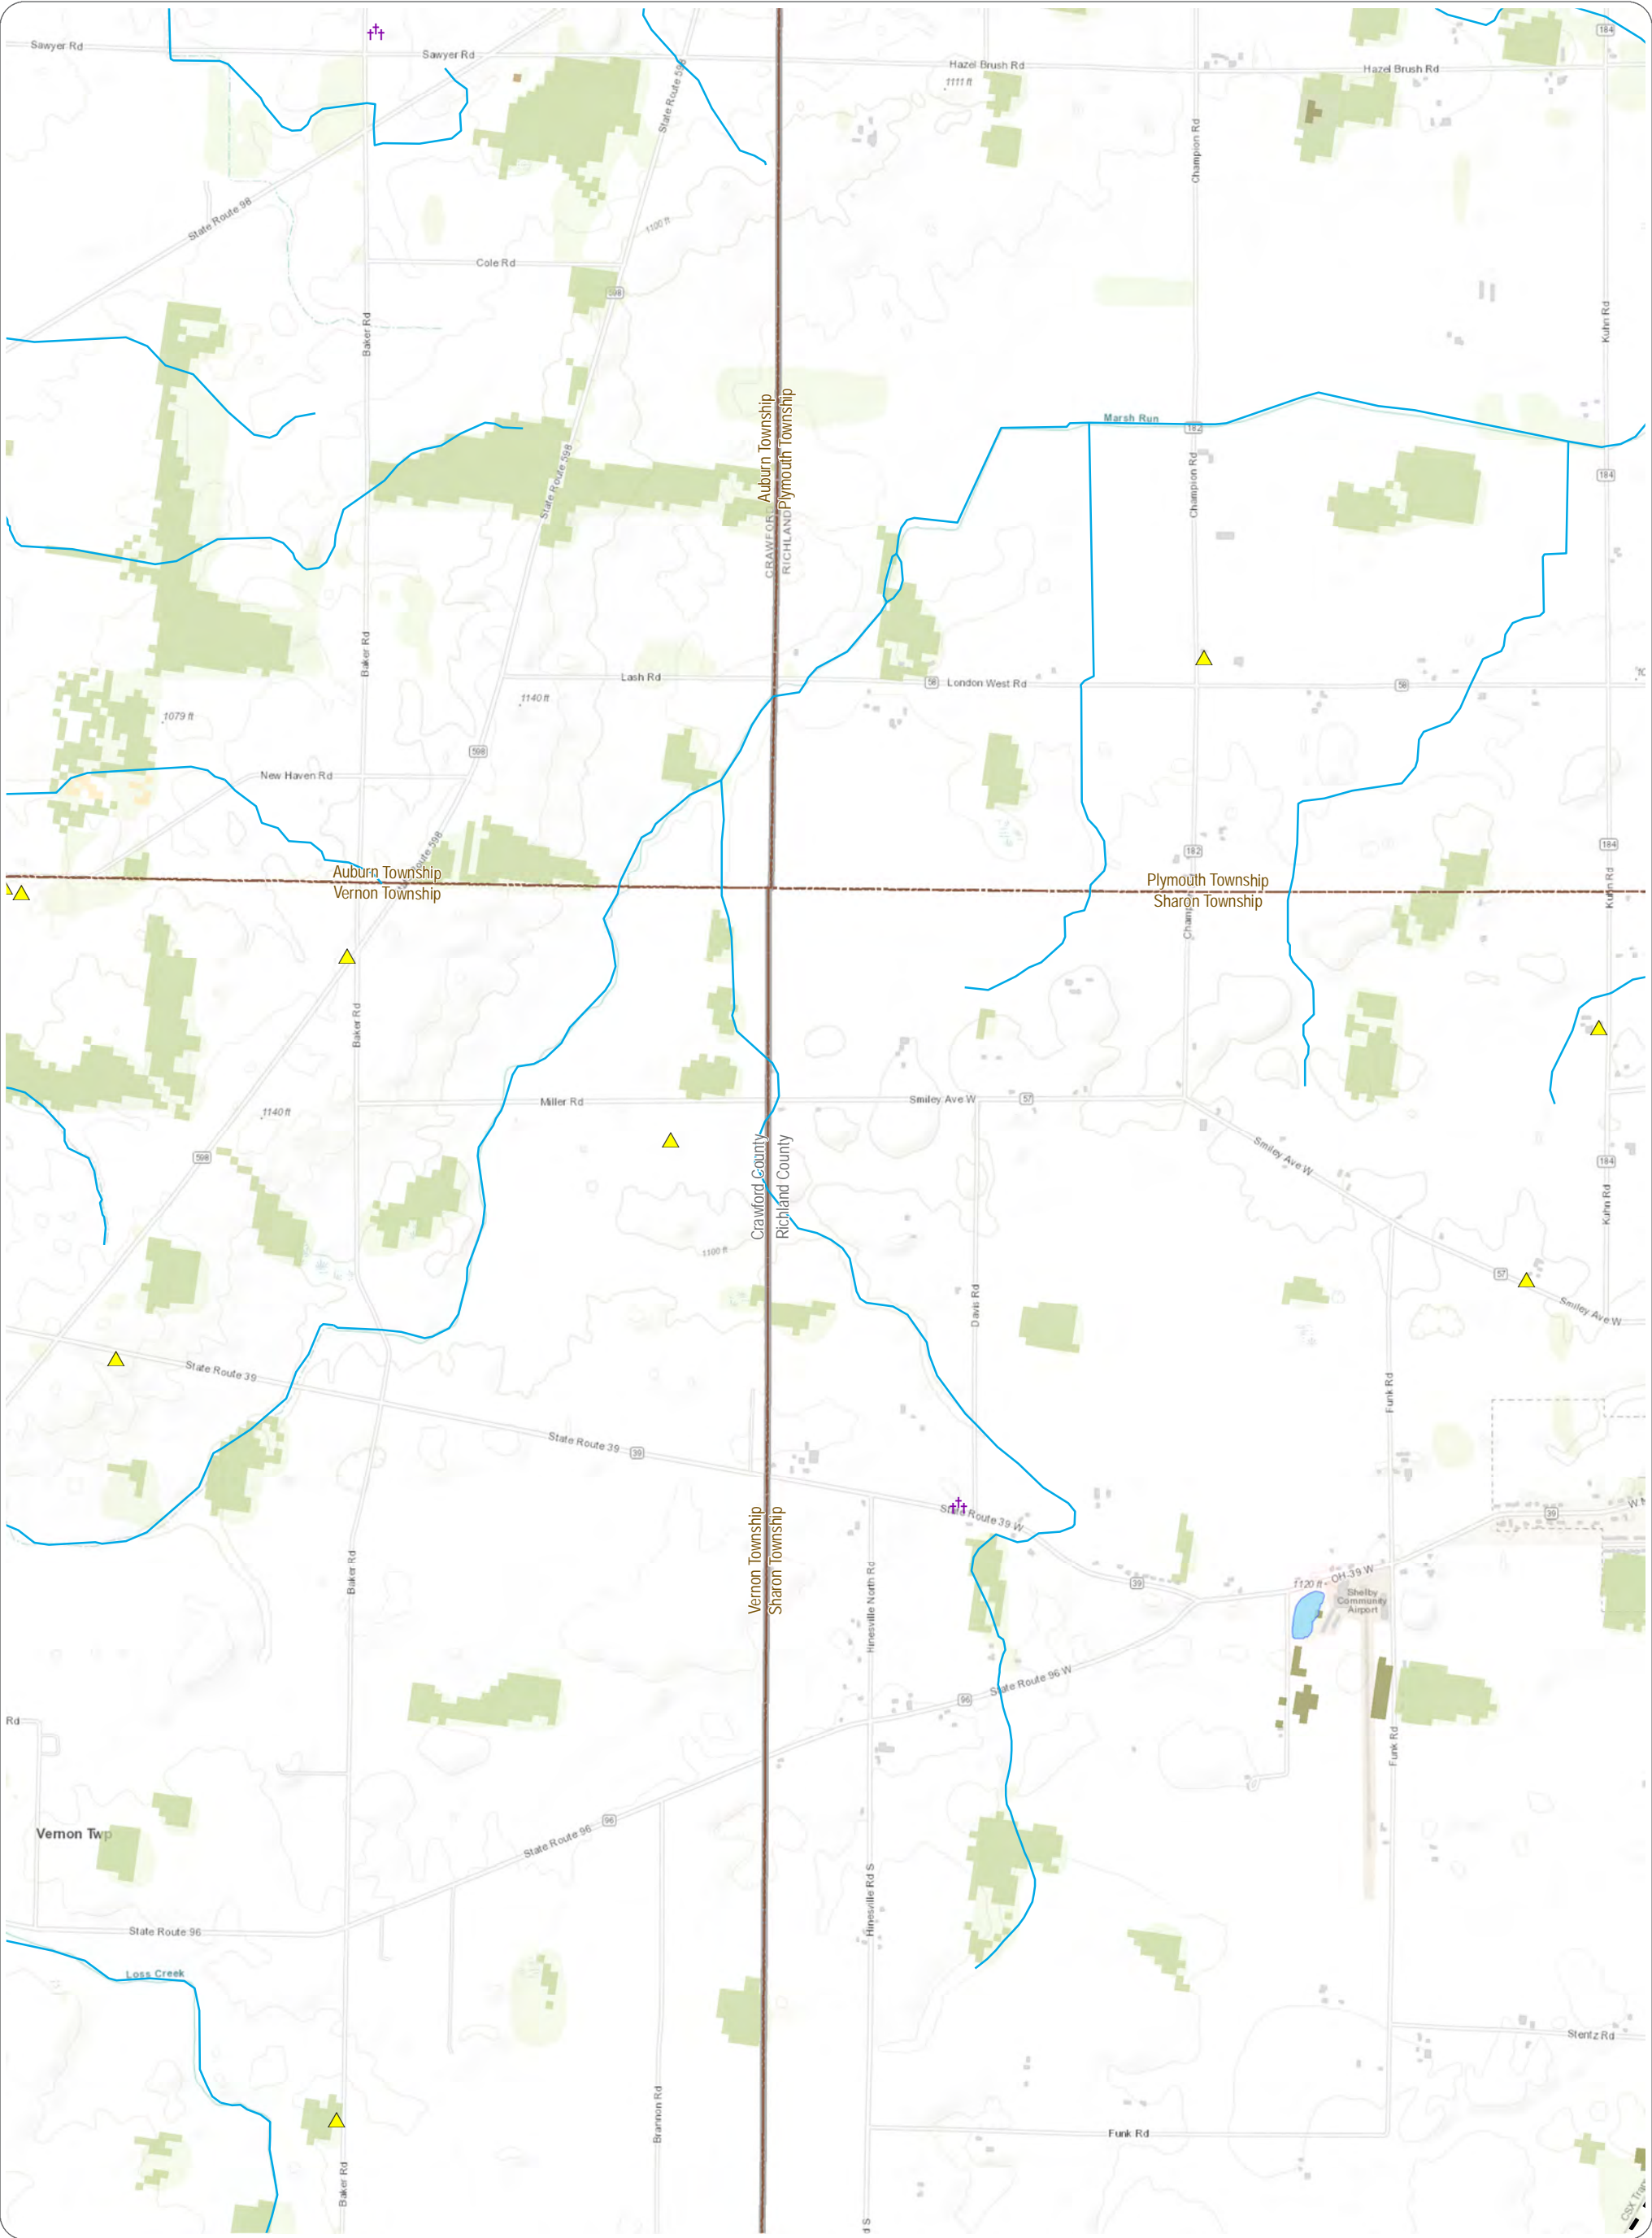 Sawyer Rd
Sawyer Rd
State Route 598
Hazel Brush Rd
1111 ft
Hazel Brush Rd
184
Champion Rd
State Route 98
1100 ft
Cole Rd
598
Baker Rd
Kuhn Rd
Auburn Township
Plymouth Township
Marsh Run
182
State Route 598
Champion Rd
184
CRAWFORD
RICHLAND
Baker Rd
Lash Rd
58
London West Rd
58
1140 ft
1079 ft
598
New Haven Rd
Route 598
182
184
Auburn Township
Vernon Township
Plymouth Township
Sharon Township
Kuhn Rd
Champ
Baker Rd
Miller Rd
Smiley Ave W
57
1140 ft
598
Smiley Ave W
184
Crawford County
Richland County
Kuhn Rd
1100 ft
57
Davis Rd
Smiley Ave W
State Route 39
Funk Rd
State Route 39
39
State Route 39 W
39
Vernon Township
Sharon Township
Baker Rd
Hinesville North Rd
39
1120 ft
OH-39 W
Shelby
Community
Airport
State Route 96 W
96
Rd
Funk Rd
96
State Route 96
Vernon Twp
Hinesville Rd S
State Route 96
Loss Creek
Stentz Rd
Brannon Rd
Funk Rd
Baker Rd
d S
CSX Tran